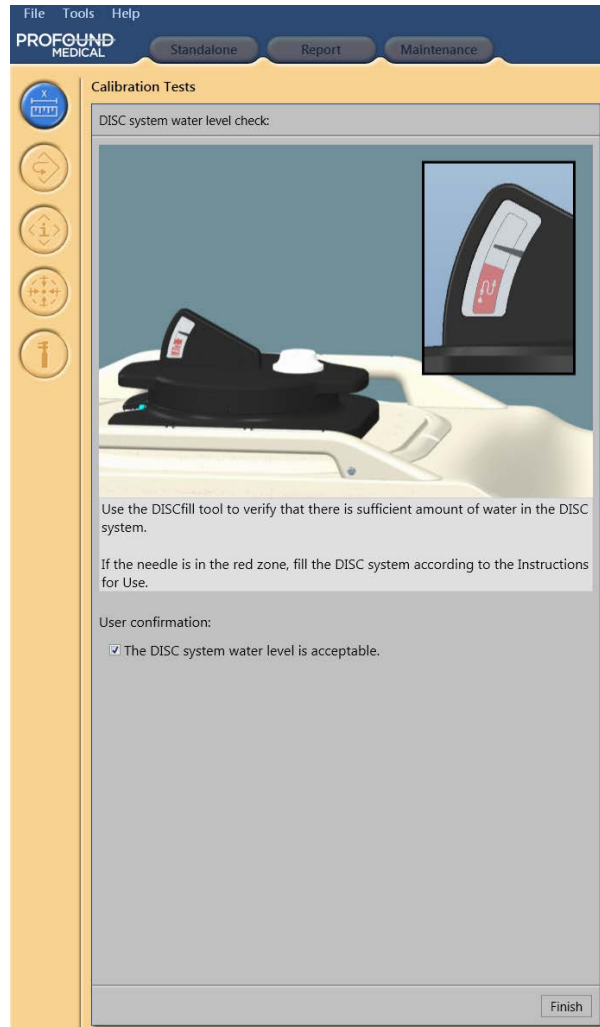 File Tools Help
PROFOUND
MEDICAL
Standalone Report Maintenance
Calibration Tests
DISC system water level check:
X
i
Use the DISCfill tool to verify that there is sufficient amount of water in the DISC
system.
If the needle is in the red zone, fill the DISC system according to the Instructions
for Use.
User confirmation:
The DISC system water level is acceptable.
Finish